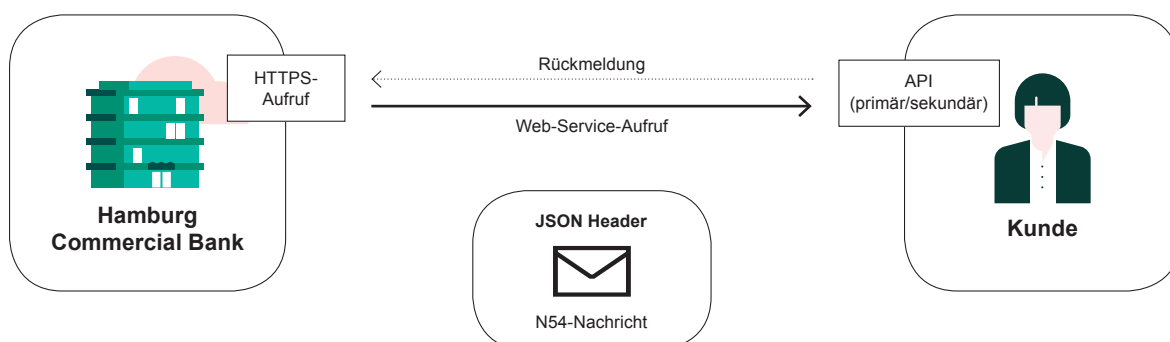 HTTPS-
Aufruf
Rückmeldung
API
(primär/sekundär)
Web-Service-Aufruf
Hamburg
Commercial Bank
JSON Header
N54-Nachricht
Kunde